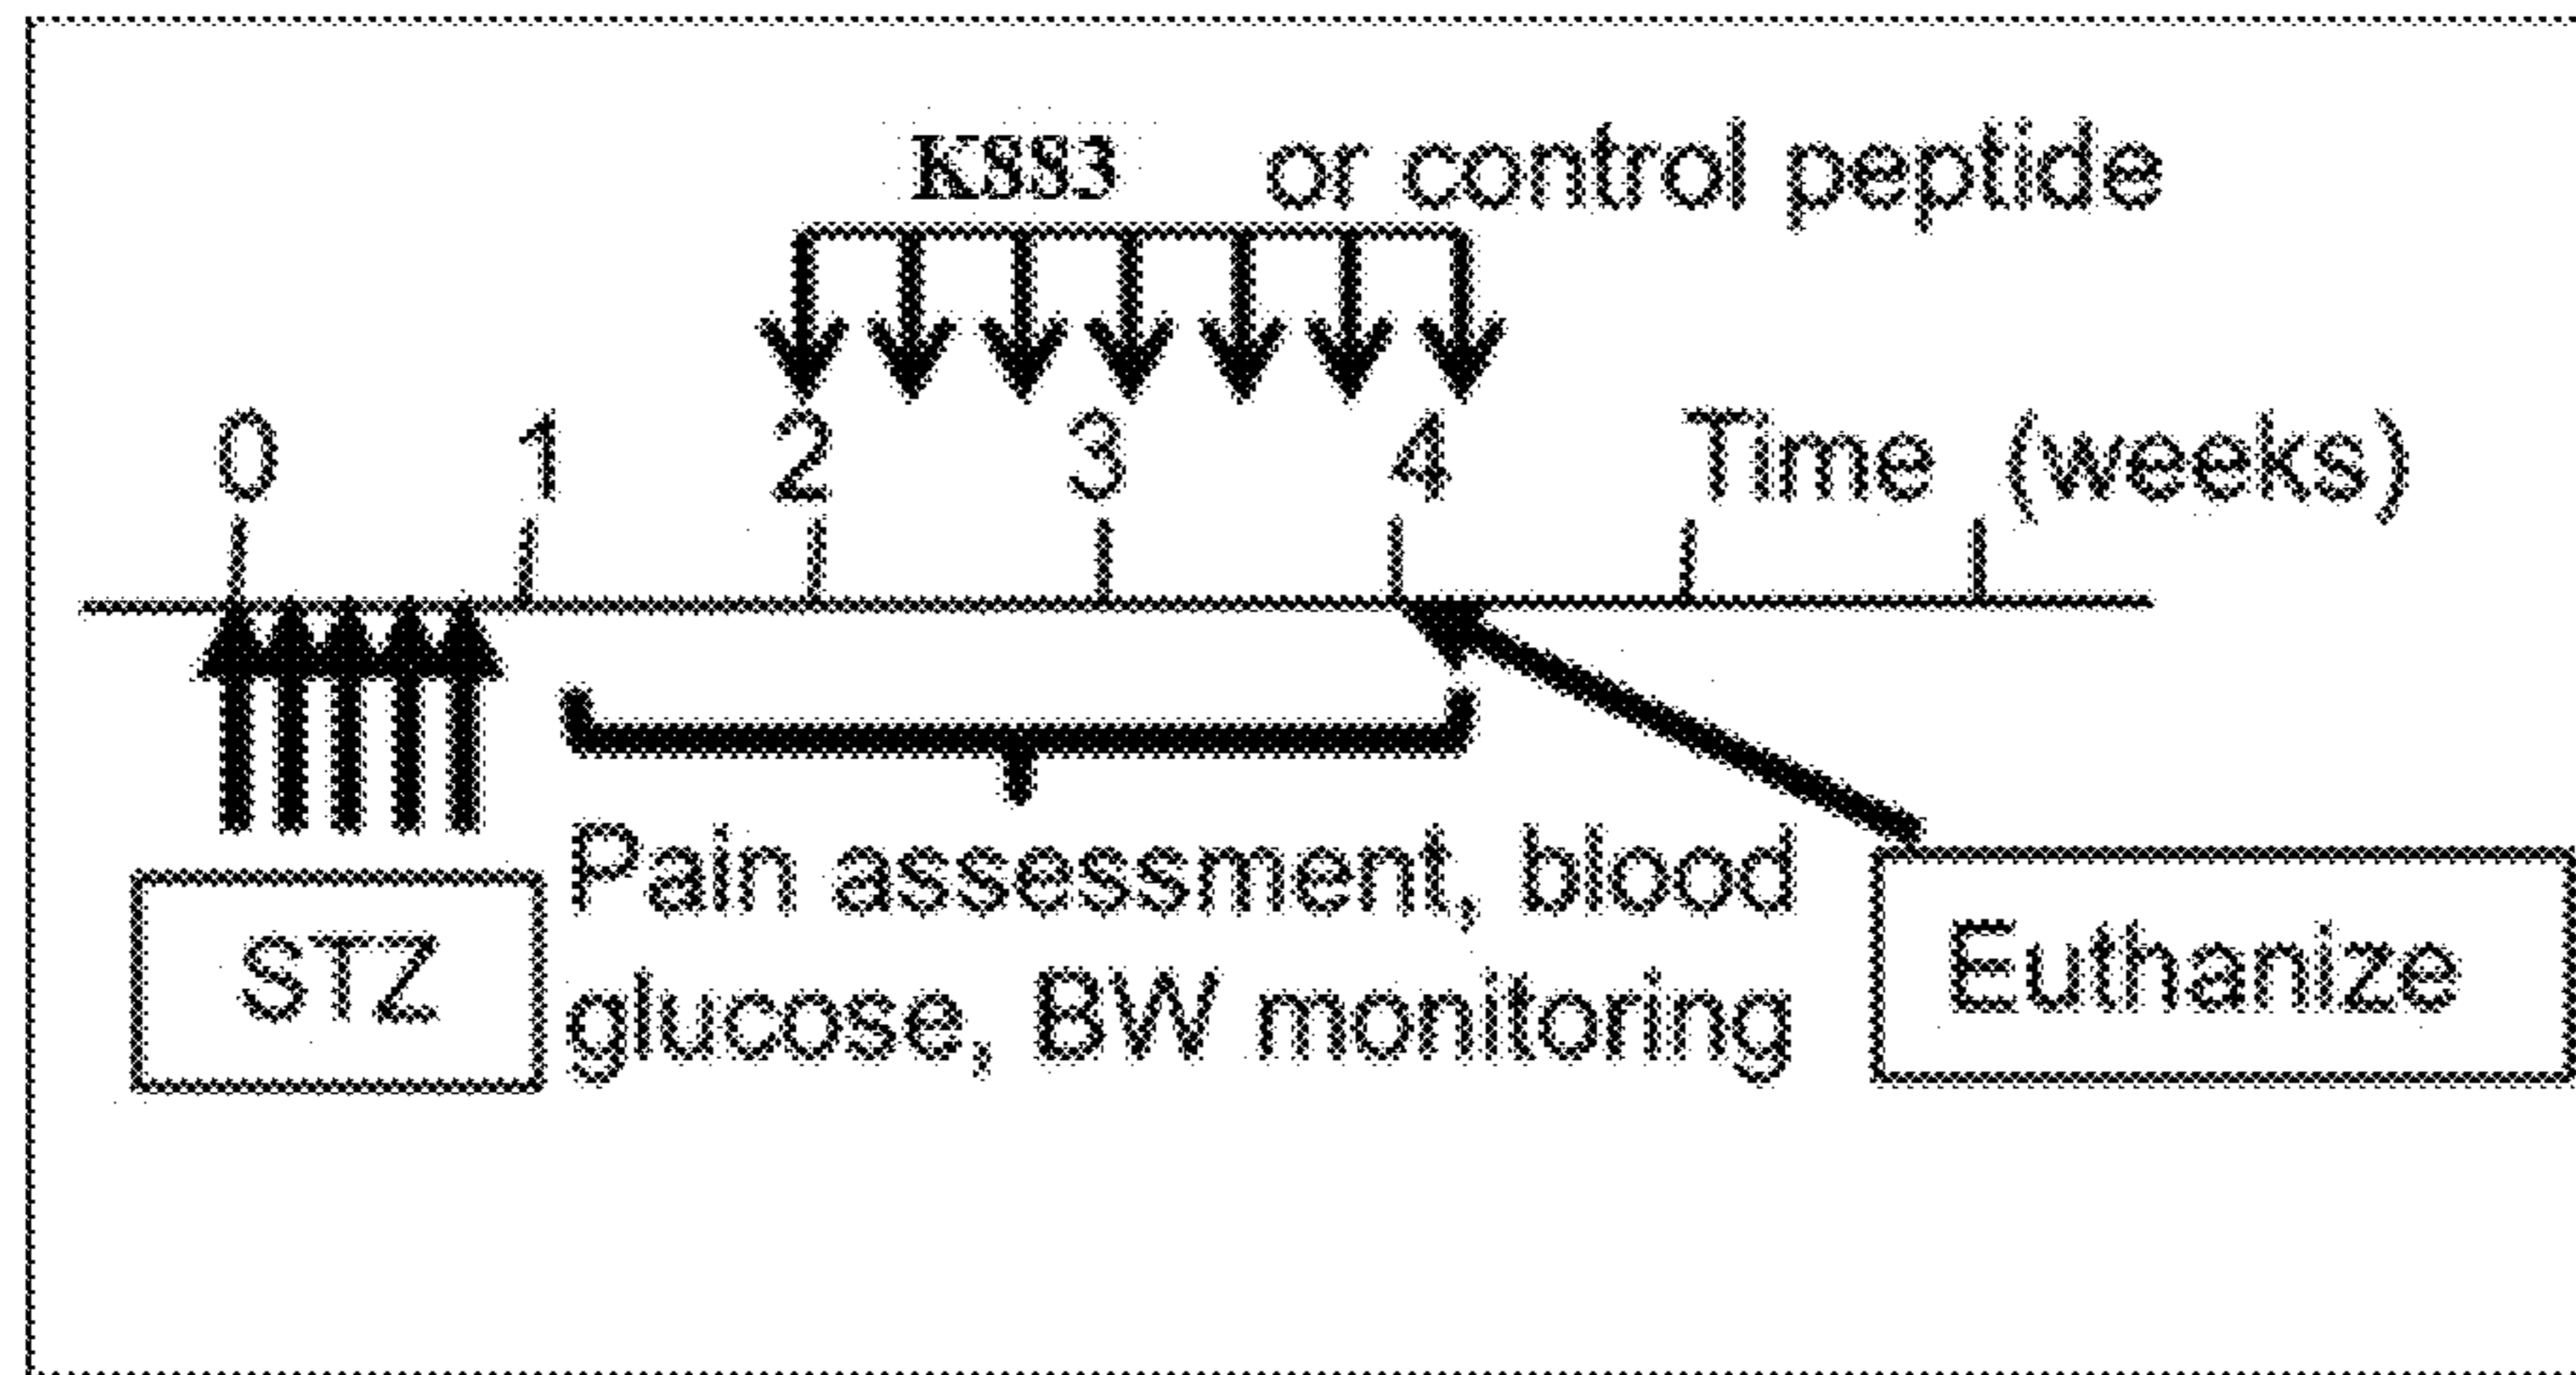 KSS3 or control peptide
0 1 2 3 4 Time (weeks)
Pain assessment, blood
glucose, BW monitoring
STZ
Euthanize